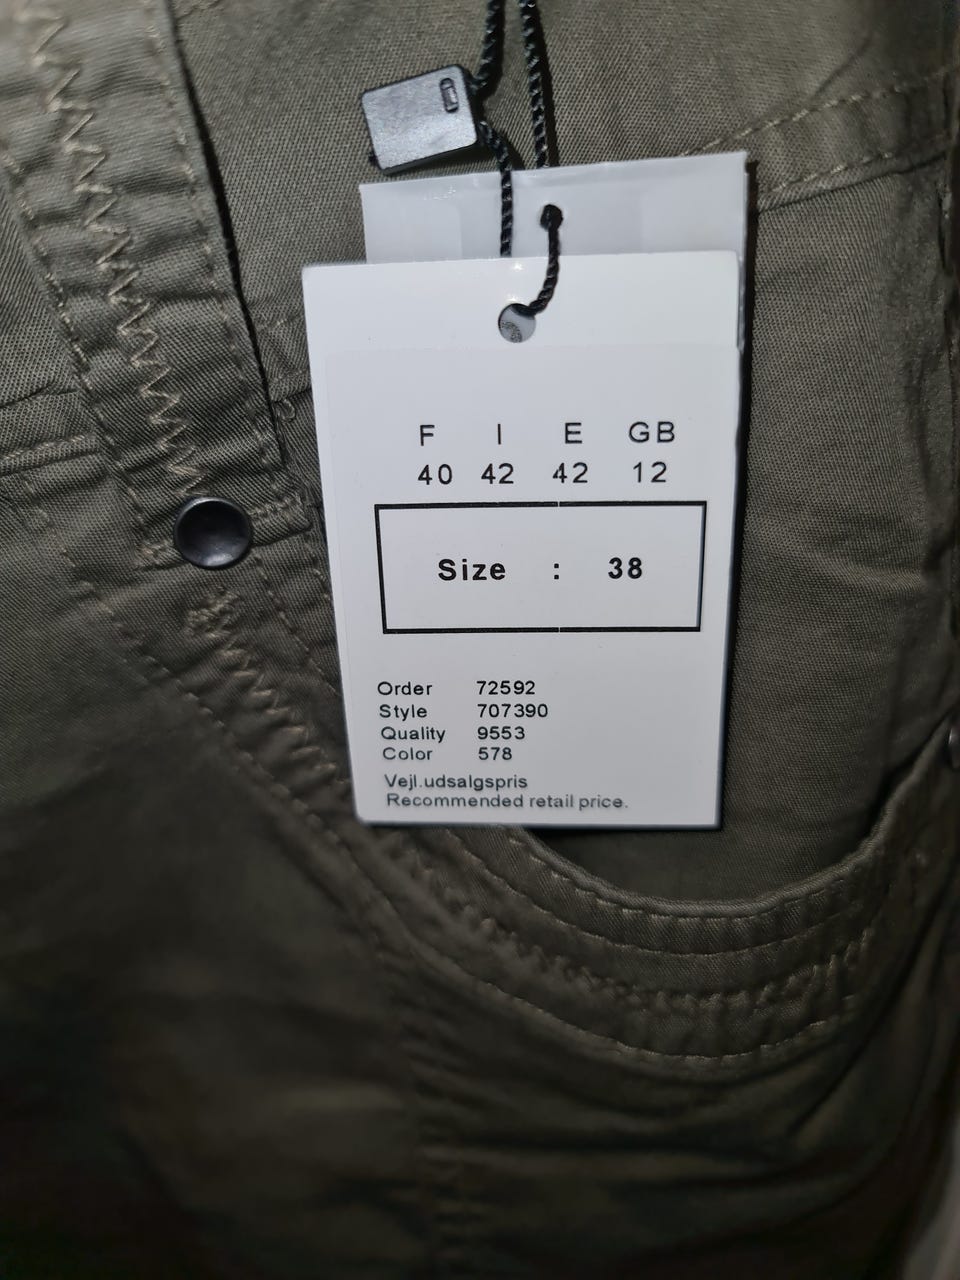 F I E GB
40 42 42 12
Size : 38
Order 72592
Style 707390
Quality 9553
Color 578
Vejl.udsalgspris
Recommended retail price.